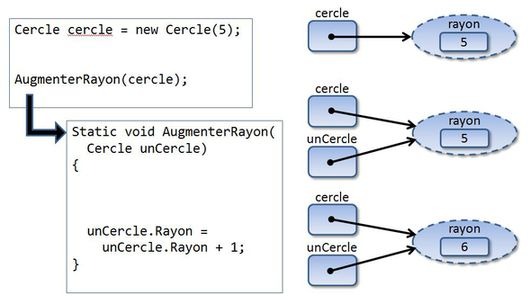 Cercle cercle = new Cercle(5);
AugmenterRayon(cercle);
Static void AugmenterRayon(
Cercle unCercle)
{
unCercle.Rayon =
unCercle.Rayon + 1;
}
cercle
rayon
5
cercle
unCercle
rayon
5
cercle
unCercle
rayon
6